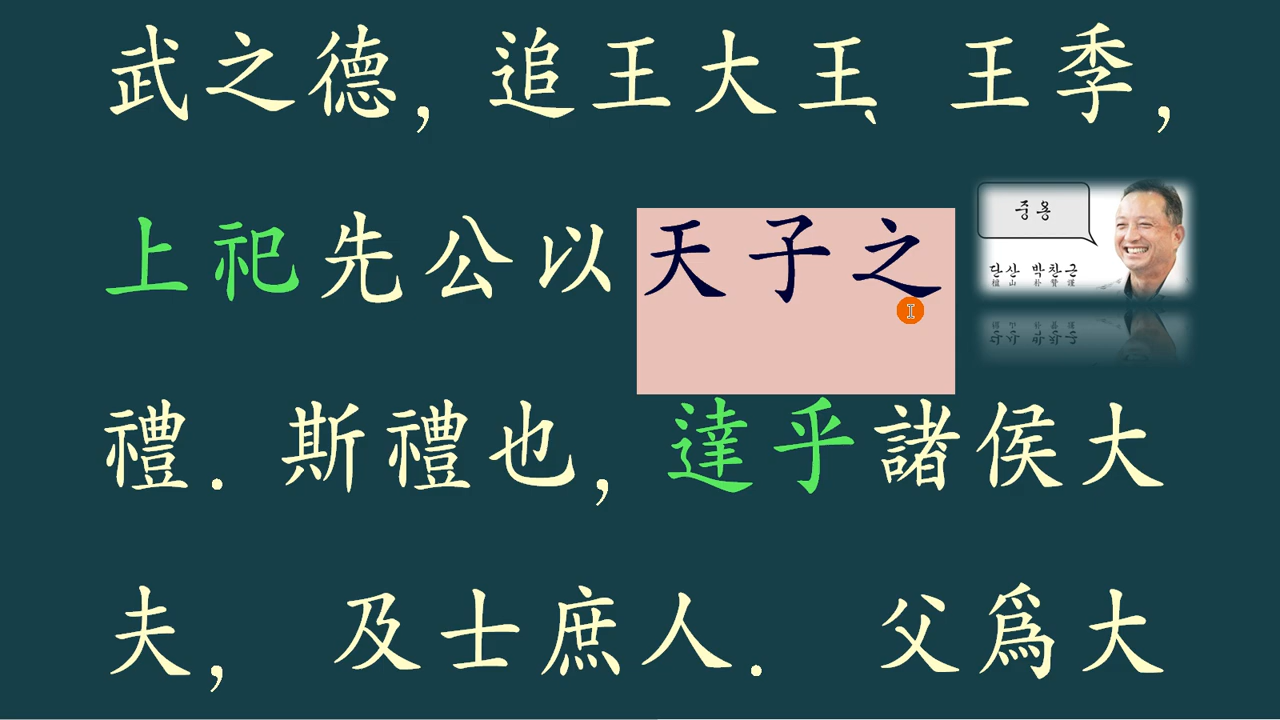 武之德, 追王大王、王季,
上祀先公以天子之
중용
단산 박찬근
檀山 朴贊謹
禮. 斯禮也, 達乎諸侯大
夫, 及士庶人. 父爲大